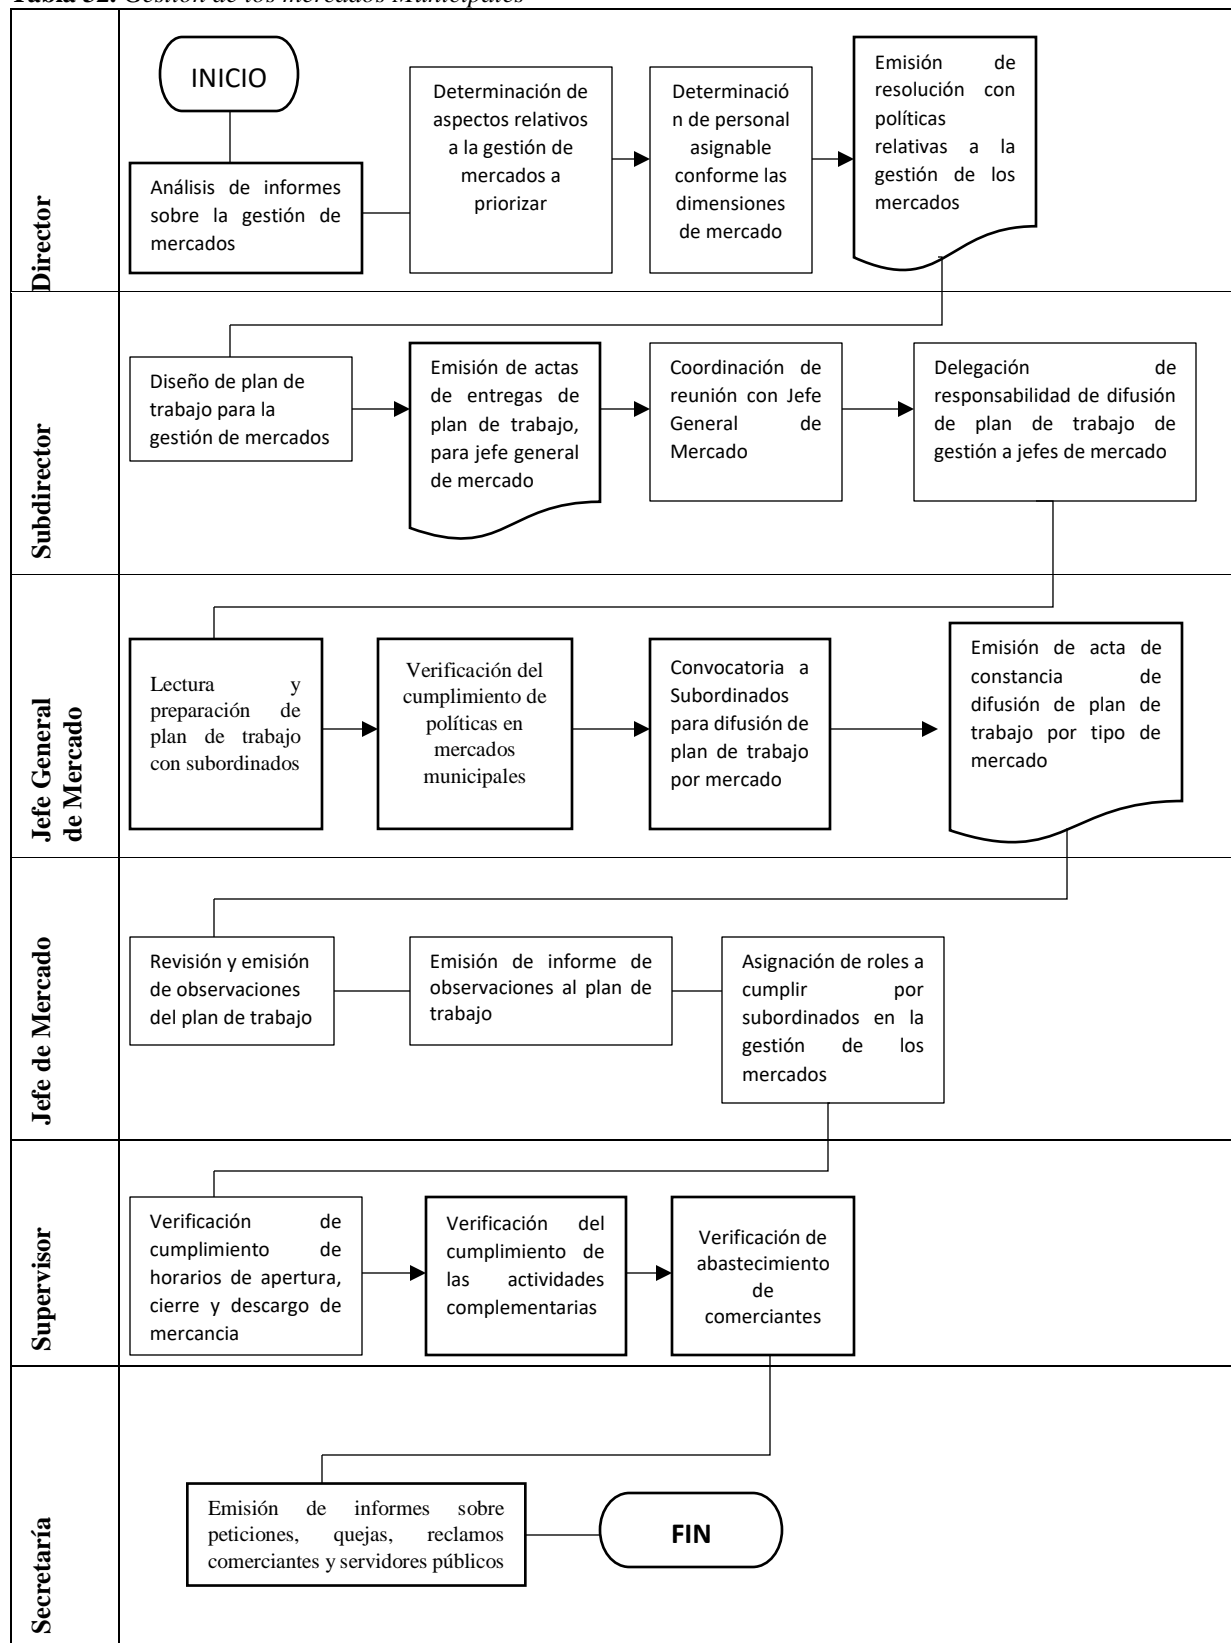 Tabla 32. Gestión de los mercados Municipales
Director
INICIO
Análisis de informes
sobre la gestión de
mercados
Determinación de
aspectos relativos
a la gestión de
mercados a
priorizar
Determinació
n de personal
asignable
conforme las
dimensiones
de mercado
Emisión de
resolución con
políticas
relativas a la
gestión de los
mercados
Subdirector
Diseño de plan de
trabajo para la
gestión de mercados
Emisión de actas
de entregas de
plan de trabajo,
para jefe general
de mercado
Coordinación de
reunión con Jefe
General de
Mercado
Delegación de
responsabilidad de difusión
de plan de trabajo de
gestión a jefes de mercado
Jefe General
de Mercado
Lectura y
preparación de
plan de trabajo
con subordinados
Verificación del
cumplimiento de
políticas en
mercados
municipales
Convocatoria a
Subordinados
para difusión de
plan de trabajo
por mercado
Emisión de acta de
constancia de
difusión de plan de
trabajo por tipo de
mercado
Jefe de Mercado
Revisión y emisión
de observaciones
del plan de trabajo
Emisión de informe de
observaciones al plan de
trabajo
Asignación de roles a
cumplir por
subordinados en la
gestión de los
mercados
Supervisor
Verificación de
cumplimiento de
horarios de apertura,
cierre y descargo de
mercancia
Verificación del
cumplimiento de
las actividades
complementarias
Verificación de
abastecimiento
de
comerciantes
Secretaría
Emisión de informes sobre
peticiones, quejas, reclamos
comerciantes y servidores públicos
FIN